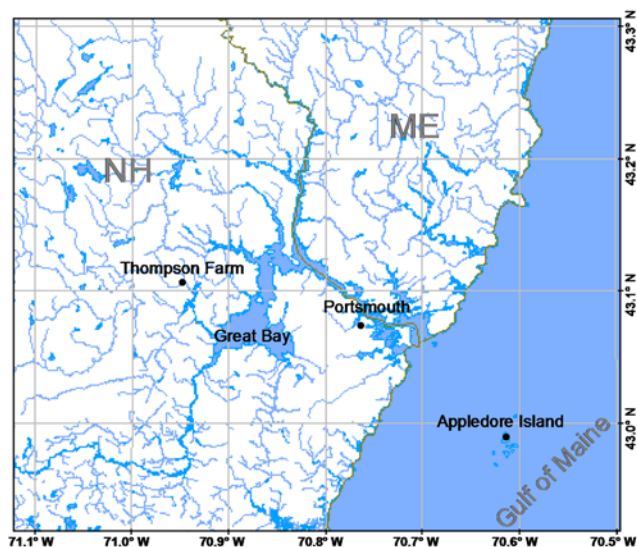 43.3° N
ME
43.2° N
NH
Thompson Farm
43.1° N
Portsmouth
Great Bay
Appledore Island
43.0° N
Gulf of Maine
71.1° W 71.0° W 70.9° W 70.8° W 70.7° W 70.6° W 70.5° W